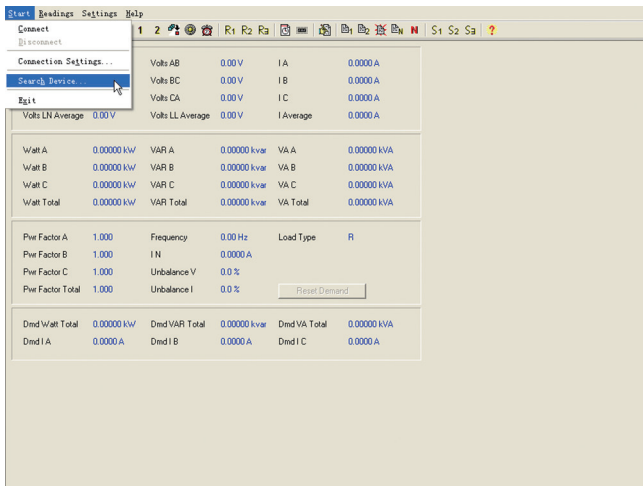 Start Readings Settings Help
Connect
1 2 R1 R2 R3 1 2 N N S1 S2 S3 ?
Disconnect
Connection Settings...
Volts AB 0.00 V I A 0.0000 A
Search Device...
Volts BC 0.00 V I B 0.0000 A
Exit
Volts CA 0.00 V I C 0.0000 A
Volts LN Average 0.00 V Volts LL Average 0.00 V I Average 0.0000 A
Watt A 0.00000 kW VAR A 0.00000 kvar VA A 0.00000 kVA
Watt B 0.00000 kW VAR B 0.00000 kvar VA B 0.00000 kVA
Watt C 0.00000 kW VAR C 0.00000 kvar VA C 0.00000 kVA
Watt Total 0.00000 kW VAR Total 0.00000 kvar VA Total 0.00000 kVA
Pwr Factor A 1.000 Frequency 0.00 Hz Load Type R
Pwr Factor B 1.000 I N 0.0000 A
Pwr Factor C 1.000 Unbalance V 0.0 %
Pwr Factor Total 1.000 Unbalance I 0.0 % Reset Demand
Dmd Watt Total 0.00000 kW Dmd VAR Total 0.00000 kvar Dmd VA Total 0.00000 kVA
Dmd I A 0.0000 A Dmd I B 0.0000 A Dmd I C 0.0000 A